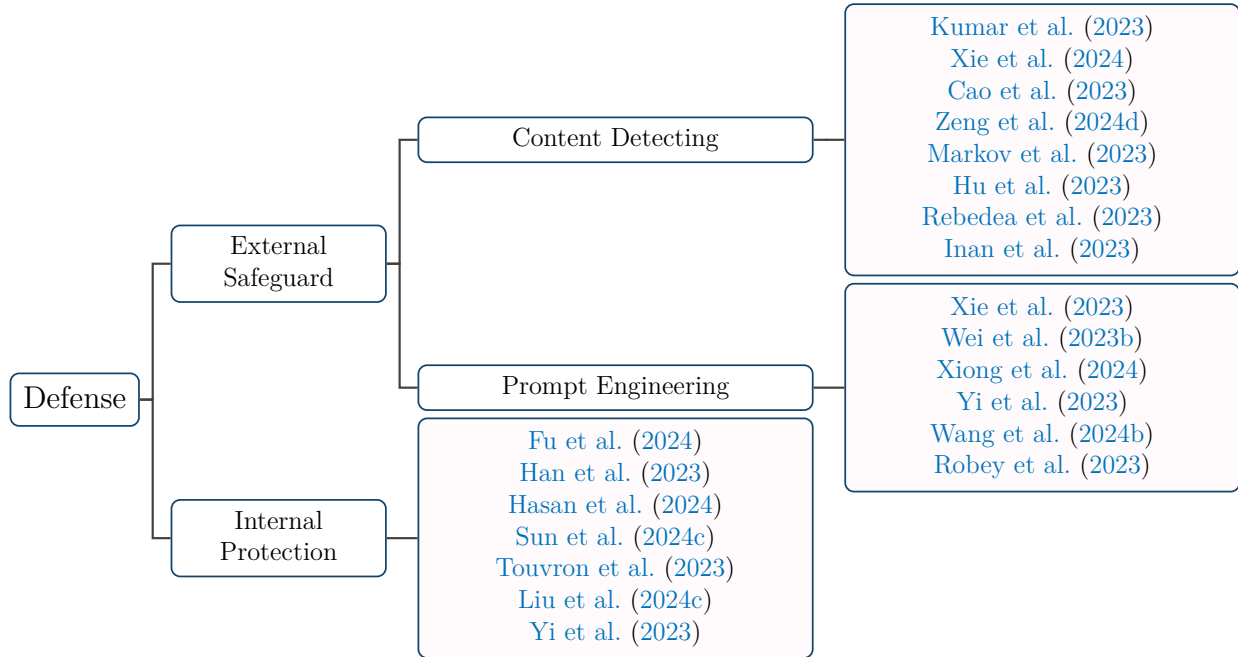 Defense
External
Safeguard
Content Detecting
Kumar et al. (2023)
Xie et al. (2024)
Cao et al. (2023)
Zeng et al. (2024d)
Markov et al. (2023)
Hu et al. (2023)
Rebedea et al. (2023)
Inan et al. (2023)
Prompt Engineering
Xie et al. (2023)
Wei et al. (2023b)
Xiong et al. (2024)
Yi et al. (2023)
Wang et al. (2024b)
Robey et al. (2023)
Internal
Protection
Fu et al. (2024)
Han et al. (2023)
Hasan et al. (2024)
Sun et al. (2024c)
Touvron et al. (2023)
Liu et al. (2024c)
Yi et al. (2023)